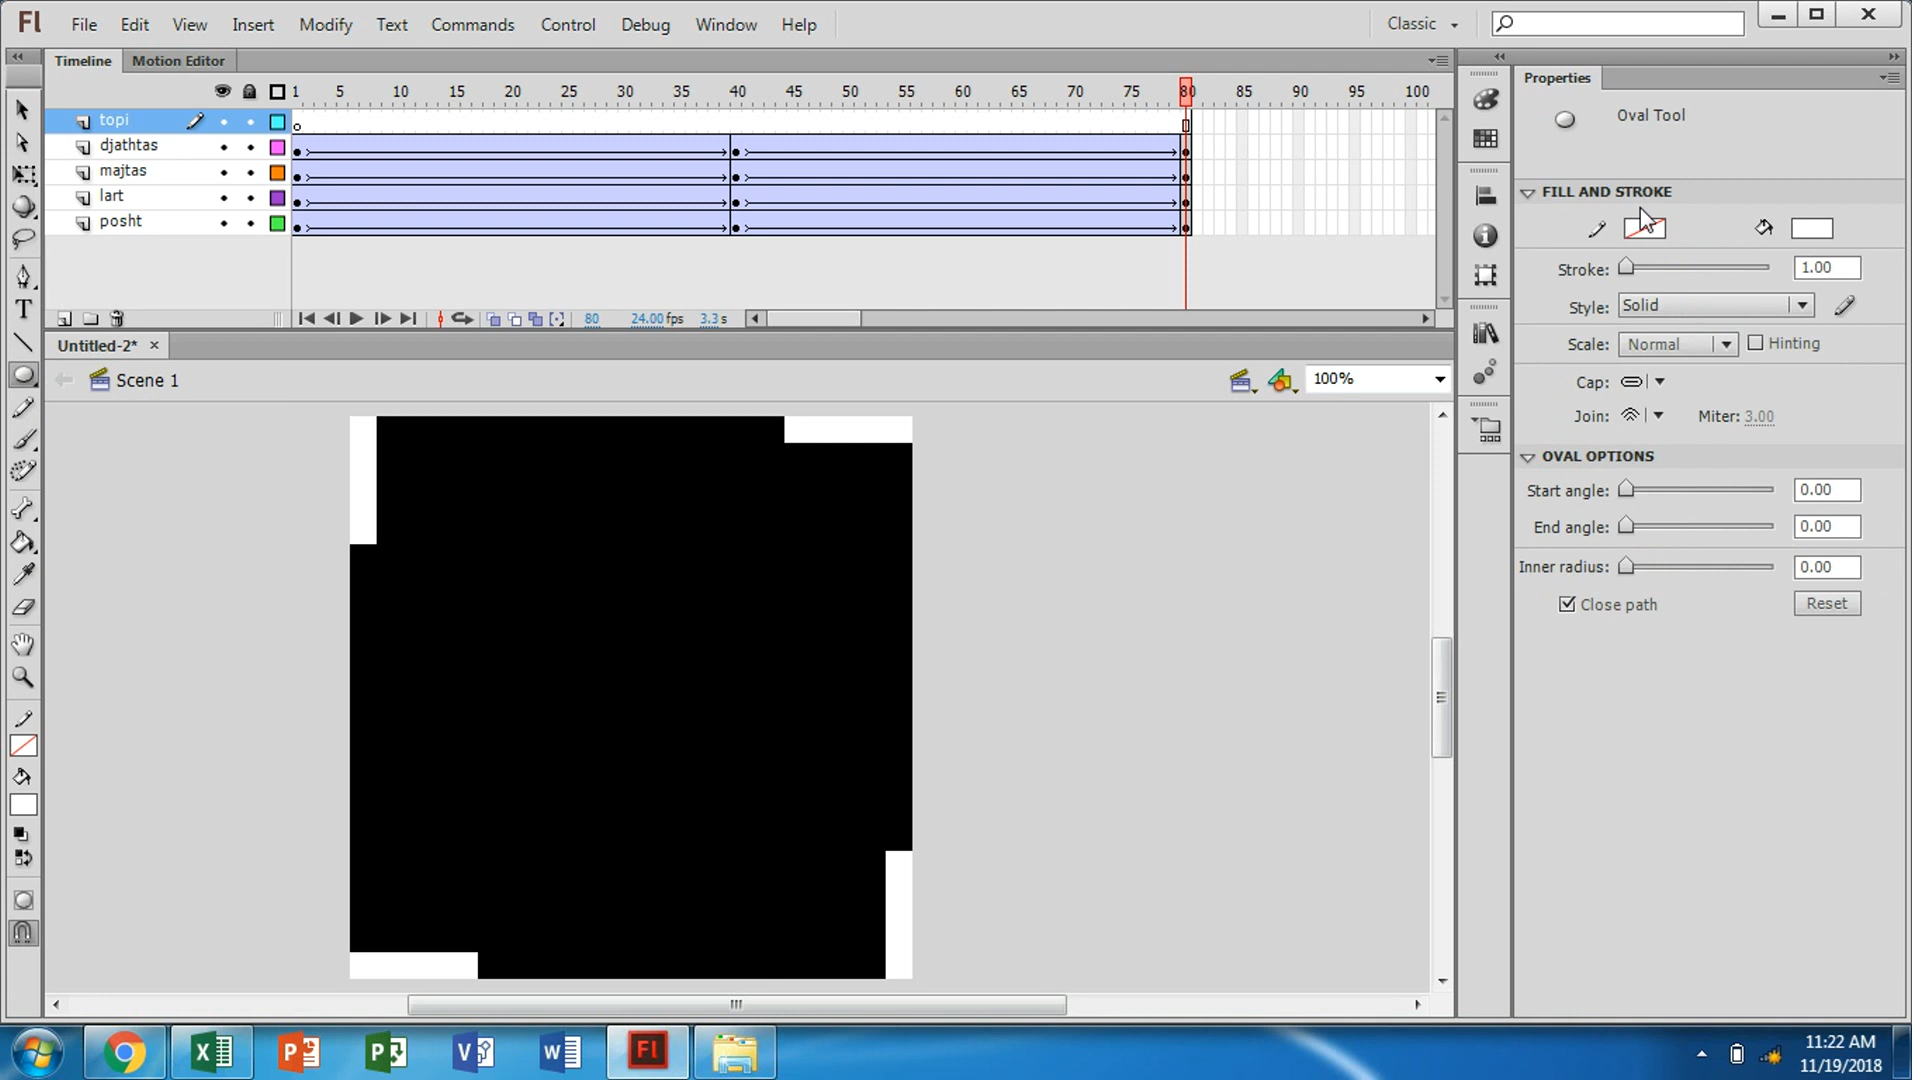 Fl File Edit View Insert Modify Text Commands Control Debug Window Help Classic
Timeline Motion Editor
1 5 10 15 20 25 30 35 40 45 50 55 60 65 70 75 80 85 90 95 100
topi
djathtas
majtas
lart
posht
80 24.00 fps 3.3 s
Untitled-2*
Scene 1
100%
Properties
Oval Tool
FILL AND STROKE
Stroke: 1.00
Style: Solid
Scale: Normal Hinting
Cap:
Join: Miter: 3.00
OVAL OPTIONS
Start angle: 0.00
End angle: 0.00
Inner radius: 0.00
Close path Reset
T
Fl
11:22 AM
11/19/2018